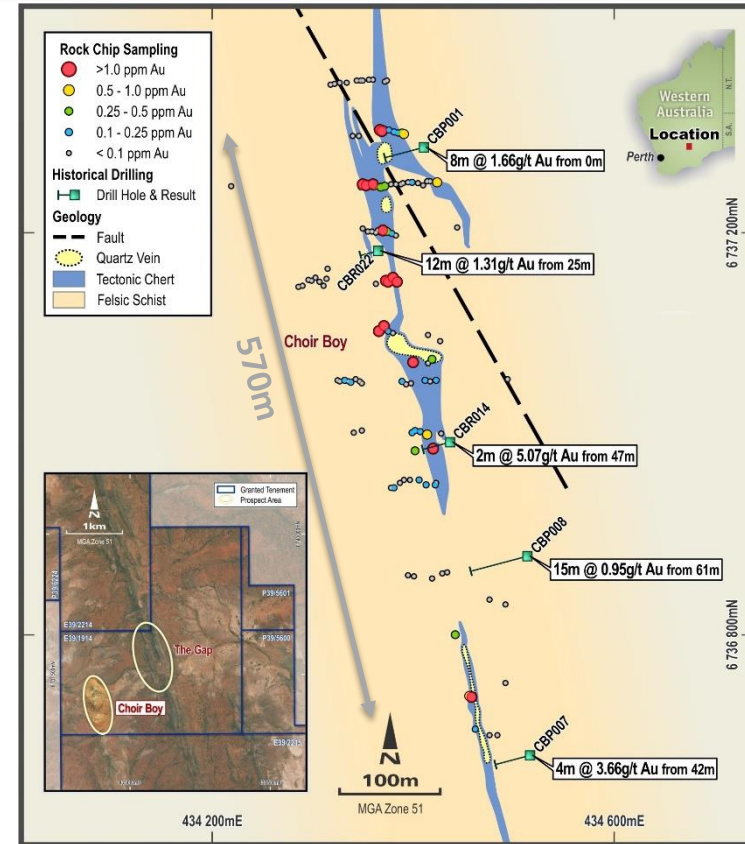 Rock Chip Sampling
>1.0 ppm Au
0.5 - 1.0 ppm Au
0.25 - 0.5 ppm Au
0.1 - 0.25 ppm Au
< 0.1 ppm Au
Historical Drilling
Drill Hole & Result
Geology
Fault
Quartz Vein
Tectonic Chert
Felsic Schist
Western
Australia
Location
Perth
N.T.
S.A.
CBP001
8m @ 1.66g/t Au from 0m
6 737 200mN
CBR022
12m @ 1.31g/t Au from 25m
Choir Boy
570m
CBR014
2m @ 5.07g/t Au from 47m
CBP008
15m @ 0.95g/t Au from 61m
6 736 800mN
CBP007
4m @ 3.66g/t Au from 42m
N
100m
MGA Zone 51
434 200mE
434 600mE
N
1km
MGA Zone 51
Granted Tenement
Prospect Area
P39/6224
E39/2214
E39/1914
P39/5601
P39/5600
The Gap
Choir Boy
E39/2215